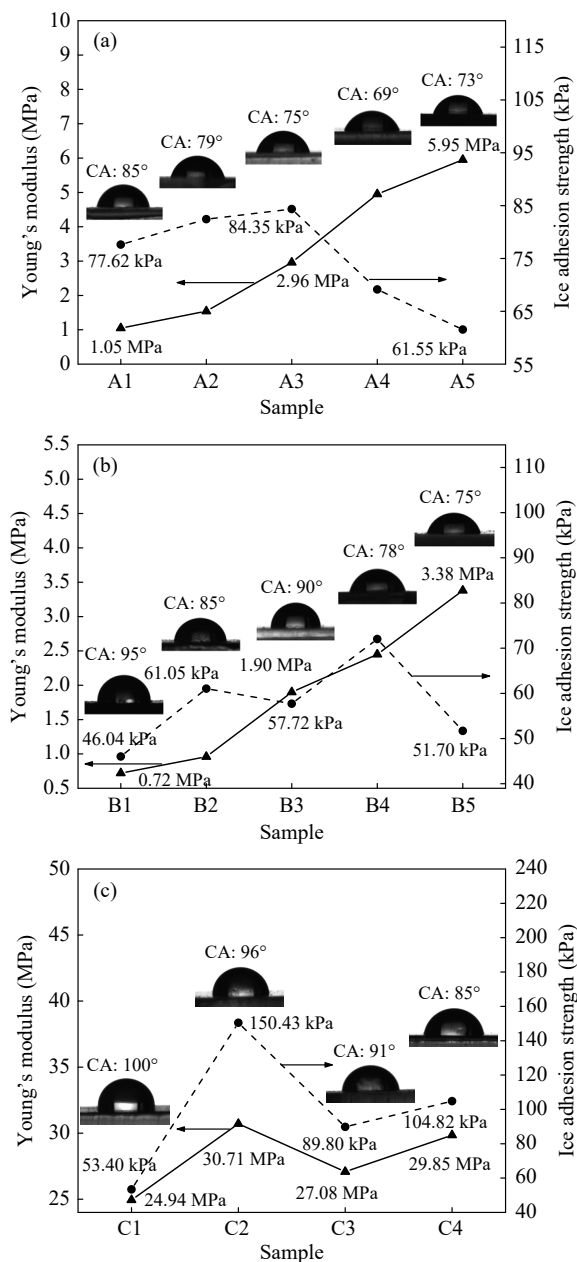 (a)
Young's modulus (MPa)
10
9
8
7
6
5
4
3
2
1
0
Ice adhesion strength (kPa)
115
105
95
85
75
65
55
CA: 85°
CA: 79°
CA: 75°
CA: 69°
CA: 73°
5.95 MPa
84.35 kPa
77.62 kPa
2.96 MPa
1.05 MPa
61.55 kPa
A1 A2 A3 A4 A5
Sample
(b)
Young's modulus (MPa)
5.5
5.0
4.5
4.0
3.5
3.0
2.5
2.0
1.5
1.0
0.5
Ice adhesion strength (kPa)
110
100
90
80
70
60
50
40
CA: 95°
CA: 85°
CA: 90°
CA: 78°
CA: 75°
3.38 MPa
61.05 kPa
1.90 MPa
46.04 kPa
57.72 kPa
51.70 kPa
0.72 MPa
B1 B2 B3 B4 B5
Sample
(c)
Young's modulus (MPa)
50
45
40
35
30
25
Ice adhesion strength (kPa)
240
220
200
180
160
140
120
100
80
60
40
CA: 100°
CA: 96°
CA: 91°
CA: 85°
150.43 kPa
53.40 kPa
30.71 MPa
89.80 kPa
104.82 kPa
24.94 MPa
27.08 MPa
29.85 MPa
C1 C2 C3 C4
Sample